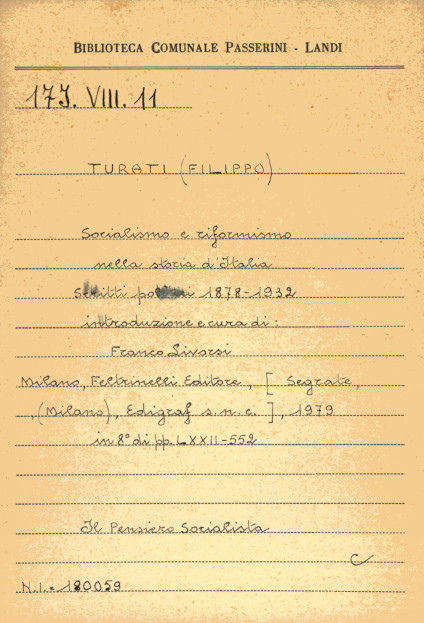 BIBLIOTECA COMUNALE PASSERINI - LANDI
17J. VIII. 11
TURATI (FILIPPO)
Socialismo e riformismo
nella storia d'Italia
Scritti politici 1878-1932
introduzione e cura di:
Franco Livorsi
Milano, Feltrinelli Editore, [ Segrate,
(Milano), Edigraf s.n.c. ], 1979
in 8° di pp. LXXII-552
Il Pensiero Socialista
C
N.I.= 180059